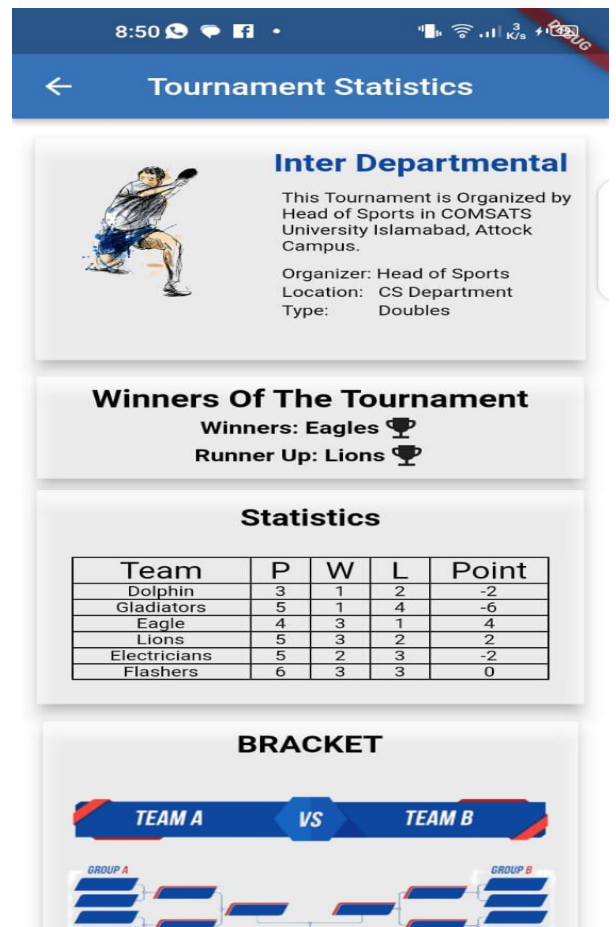 8:50
3
K/s
DEBUG
Tournament Statistics
Inter Departmental
This Tournament is Organized by
Head of Sports in COMSATS
University Islamabad, Attock
Campus.
Organizer: Head of Sports
Location: CS Department
Type: Doubles
Winners Of The Tournament
Winners: Eagles
Runner Up: Lions
Statistics
Team P W L Point
Dolphin 3 1 2 -2
Gladiators 5 1 4 -6
Eagle 4 3 1 4
Lions 5 3 2 2
Electricians 5 2 3 -2
Flashers 6 3 3 0
BRACKET
TEAM A VS TEAM B
GROUP A GROUP B